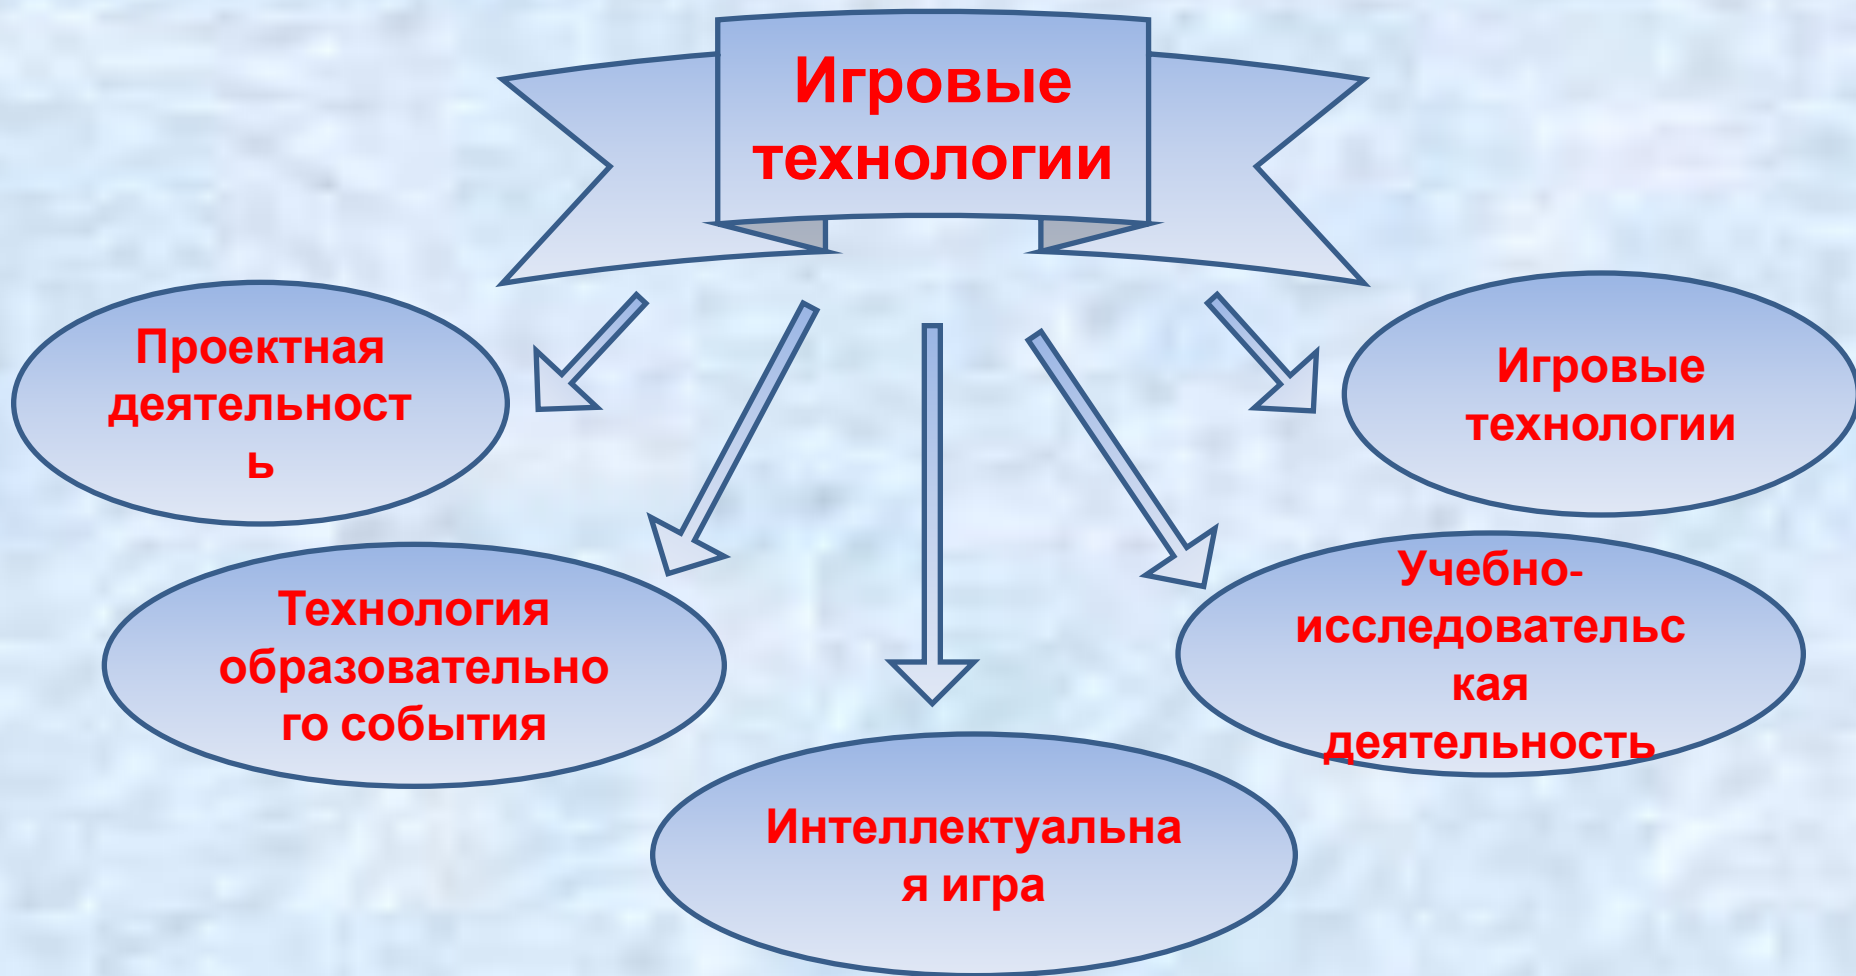 Игровые
технологии
Проектная
деятельност
ь
Игровые
технологии
Технология
образовательно
го события
Учебно-
исследовательс
кая
деятельность
Интеллектуальна
я игра